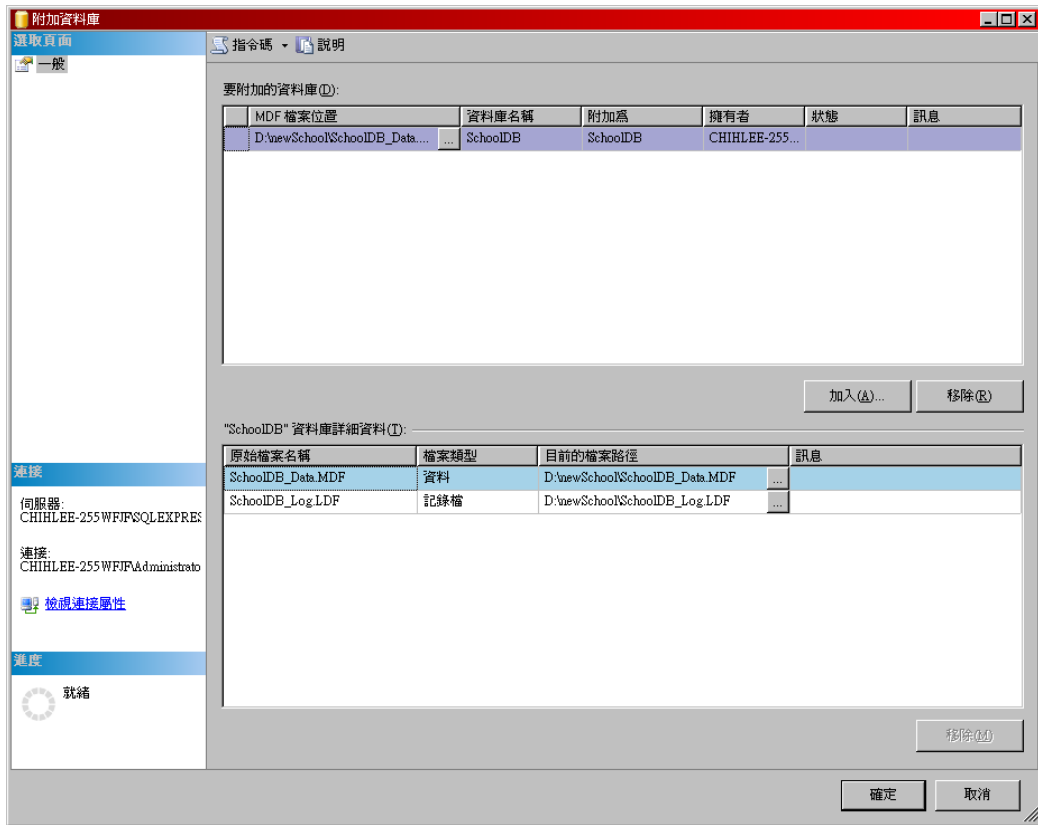 附加資料庫
選取頁面
一般
指令碼 說明
要附加的資料庫(D):
MDF 檔案位置 資料庫名稱 附加為 擁有者 狀態 訊息
D:\newSchool\SchoolDB_Data.... ... SchoolDB SchoolDB CHIHLEE-255...
加入(A)... 移除(R)
"SchoolDB" 資料庫詳細資料(T):
原始檔案名稱 檔案類型 目前的檔案路徑 訊息
SchoolDB_Data.MDF 資料 D:\newSchool\SchoolDB_Data.MDF ...
SchoolDB_Log.LDF 記錄檔 D:\newSchool\SchoolDB_Log.LDF ...
移除(M)
連接
伺服器:
CHIHLEE-255WFJF\SQLEXPRES
連接:
CHIHLEE-255WFJF\Administrato
檢視連接屬性
進度
就緒
確定 取消